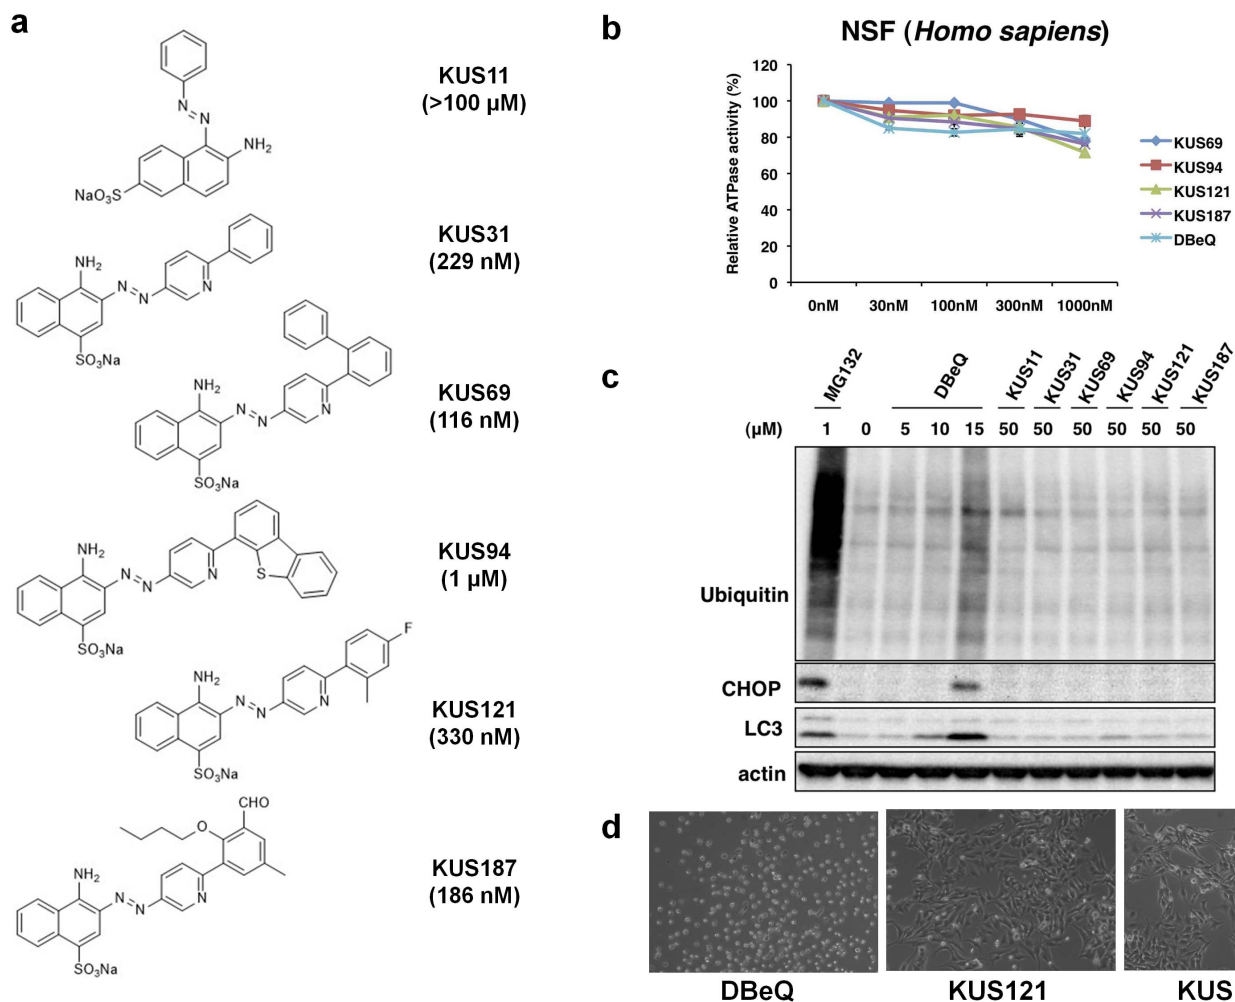 a
KUS11
(>100 µM)
N
N
NH₂
NaO₃S
KUS31
(229 nM)
NH₂
N
N
N
SO₃Na
KUS69
(116 nM)
NH₂
N
N
N
SO₃Na
KUS94
(1 µM)
NH₂
N
N
N
S
SO₃Na
KUS121
(330 nM)
F
NH₂
N
N
N
SO₃Na
KUS187
(186 nM)
CHO
O
NH₂
N
N
N
SO₃Na
b
NSF (Homo sapiens)
Relative ATPase activity (%)
120
100
80
60
40
20
0
0nM 30nM 100nM 300nM 1000nM
KUS69
KUS94
KUS121
KUS187
DBeQ
c
MG132 DBeQ KUS11 KUS31 KUS69 KUS94 KUS121 KUS187
(µM) 1 0 5 10 15 50 50 50 50 50 50
Ubiquitin
CHOP
LC3
actin
d
DBeQ KUS121 KUS